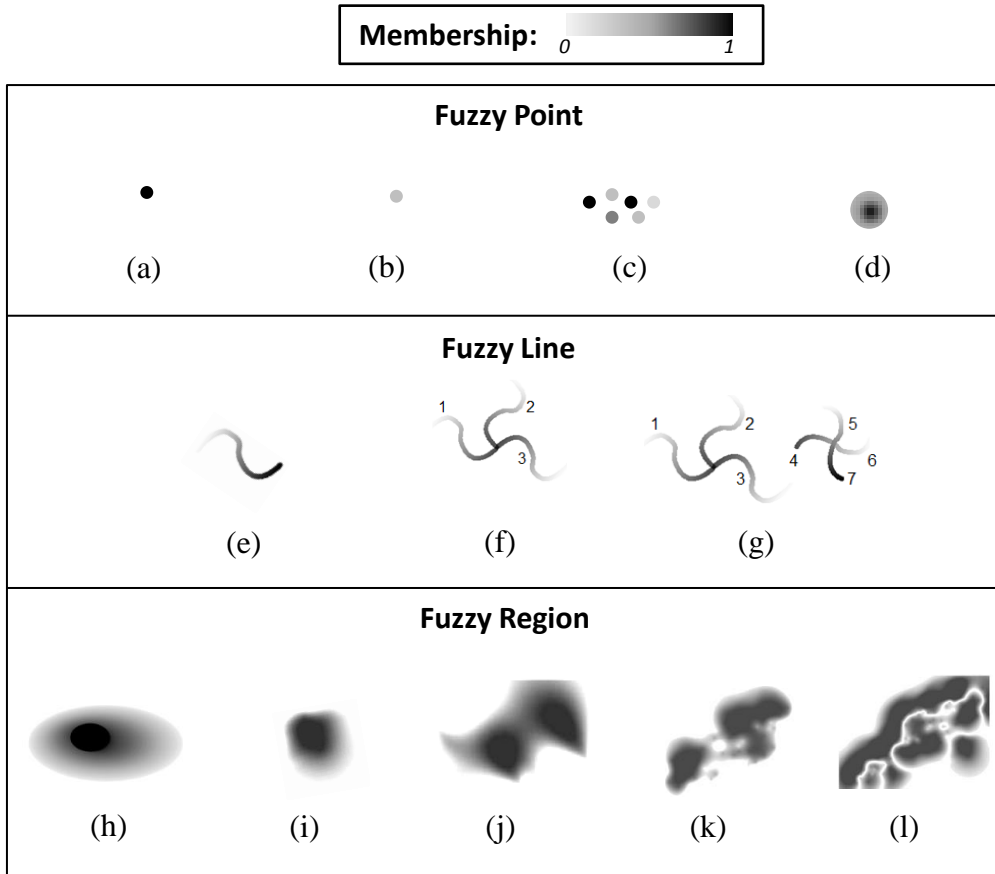 Membership:
0 1
Fuzzy Point
(a) (b) (c) (d)
Fuzzy Line
1 2 3
1 2 3 4 5 6 7
(e) (f) (g)
Fuzzy Region
(h) (i) (j) (k) (l)